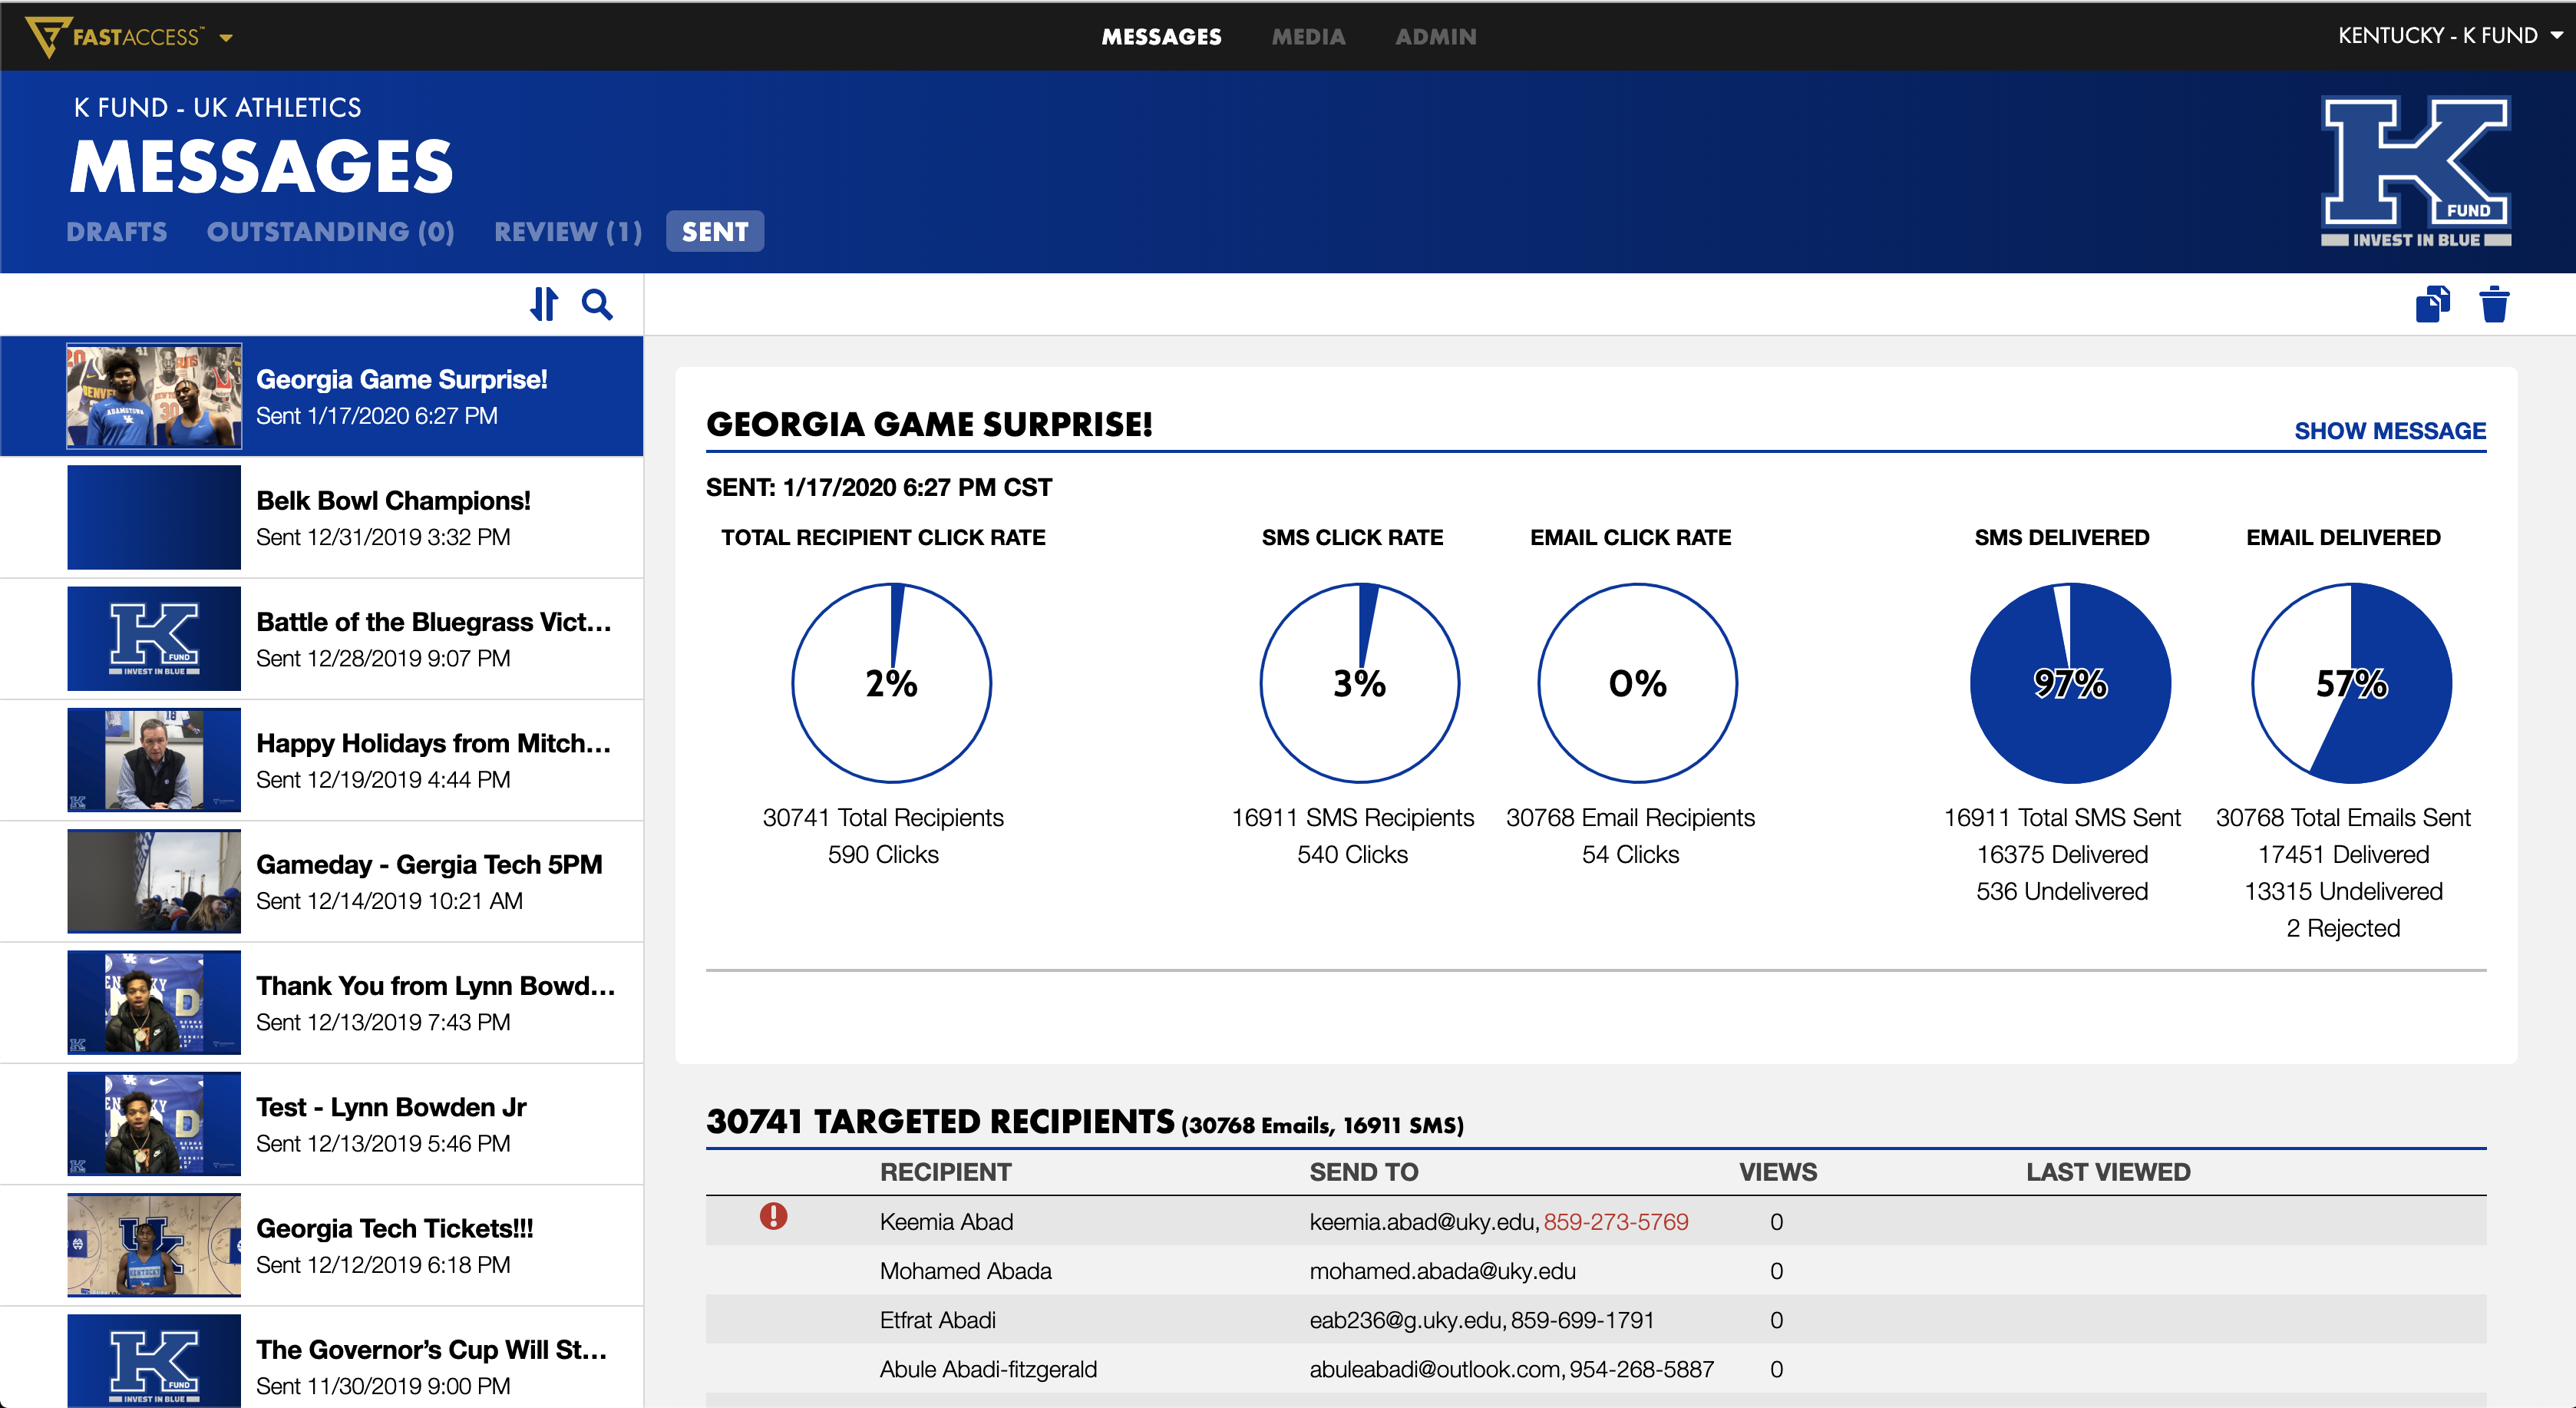 FASTACCESS™
MESSAGES MEDIA ADMIN
KENTUCKY - K FUND
K FUND - UK ATHLETICS
MESSAGES
DRAFTS OUTSTANDING (0) REVIEW (1) SENT
K
FUND
INVEST IN BLUE
Georgia Game Surprise!
Sent 1/17/2020 6:27 PM
Belk Bowl Champions!
Sent 12/31/2019 3:32 PM
K
FUND
INVEST IN BLUE
Battle of the Bluegrass Vict...
Sent 12/28/2019 9:07 PM
Happy Holidays from Mitch...
Sent 12/19/2019 4:44 PM
Gameday - Gergia Tech 5PM
Sent 12/14/2019 10:21 AM
Thank You from Lynn Bowd...
Sent 12/13/2019 7:43 PM
Test - Lynn Bowden Jr
Sent 12/13/2019 5:46 PM
Georgia Tech Tickets!!!
Sent 12/12/2019 6:18 PM
K
FUND
INVEST IN BLUE
The Governor’s Cup Will St...
Sent 11/30/2019 9:00 PM
GEORGIA GAME SURPRISE!
SHOW MESSAGE
SENT: 1/17/2020 6:27 PM CST
TOTAL RECIPIENT CLICK RATE
2%
30741 Total Recipients
590 Clicks
SMS CLICK RATE
3%
16911 SMS Recipients
540 Clicks
EMAIL CLICK RATE
0%
30768 Email Recipients
54 Clicks
SMS DELIVERED
97%
16911 Total SMS Sent
16375 Delivered
536 Undelivered
EMAIL DELIVERED
57%
30768 Total Emails Sent
17451 Delivered
13315 Undelivered
2 Rejected
30741 TARGETED RECIPIENTS (30768 Emails, 16911 SMS)
RECIPIENT SEND TO VIEWS LAST VIEWED
Keemia Abad keemia.abad@uky.edu, 859-273-5769 0
Mohamed Abada mohamed.abada@uky.edu 0
Etfrat Abadi eab236@g.uky.edu, 859-699-1791 0
Abule Abadi-fitzgerald abuleabadi@outlook.com, 954-268-5887 0